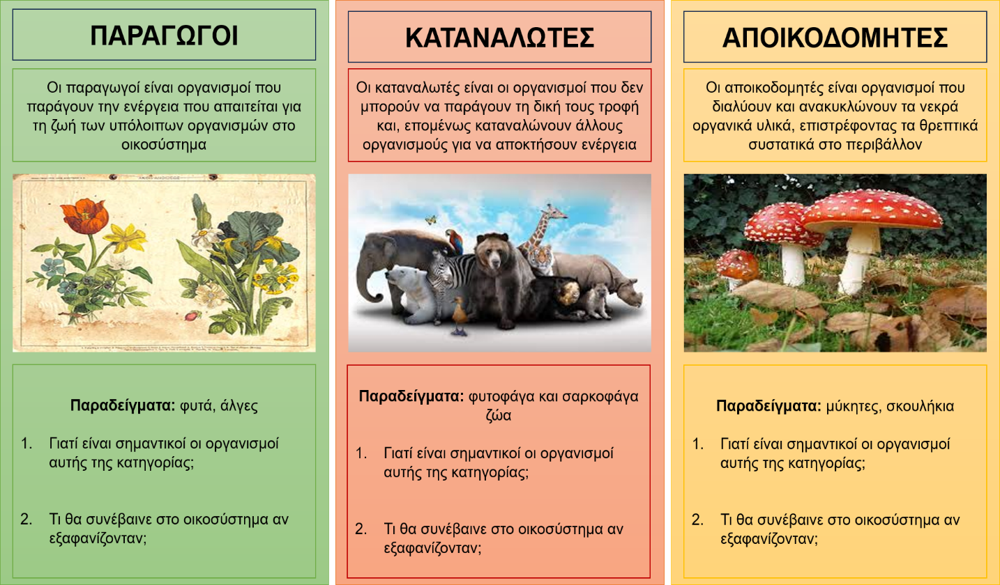 ΠΑΡΑΓΩΓΟΙ
Οι παραγωγοί είναι οργανισμοί που
παράγουν την ενέργεια που απαιτείται για
τη ζωή των υπόλοιπων οργανισμών στο
οικοσύστημα
Παραδείγματα: φυτά, άλγες
1. Γιατί είναι σημαντικοί οι οργανισμοί
αυτής της κατηγορίας;
2. Τι θα συνέβαινε στο οικοσύστημα αν
εξαφανίζονταν;
ΚΑΤΑΝΑΛΩΤΕΣ
Οι καταναλωτές είναι οι οργανισμοί που δεν
μπορούν να παράγουν τη δική τους τροφή
και, επομένως καταναλώνουν άλλους
οργανισμούς για να αποκτήσουν ενέργεια
Παραδείγματα: φυτοφάγα και σαρκοφάγα
ζώα
1. Γιατί είναι σημαντικοί οι οργανισμοί
αυτής της κατηγορίας;
2. Τι θα συνέβαινε στο οικοσύστημα αν
εξαφανίζονταν;
ΑΠΟΙΚΟΔΟΜΗΤΕΣ
Οι αποικοδομητές είναι οργανισμοί που
διαλύουν και ανακυκλώνουν τα νεκρά
οργανικά υλικά, επιστρέφοντας τα θρεπτικά
συστατικά στο περιβάλλον
Παραδείγματα: μύκητες, σκουλήκια
1. Γιατί είναι σημαντικοί οι οργανισμοί
αυτής της κατηγορίας;
2. Τι θα συνέβαινε στο οικοσύστημα αν
εξαφανίζονταν;